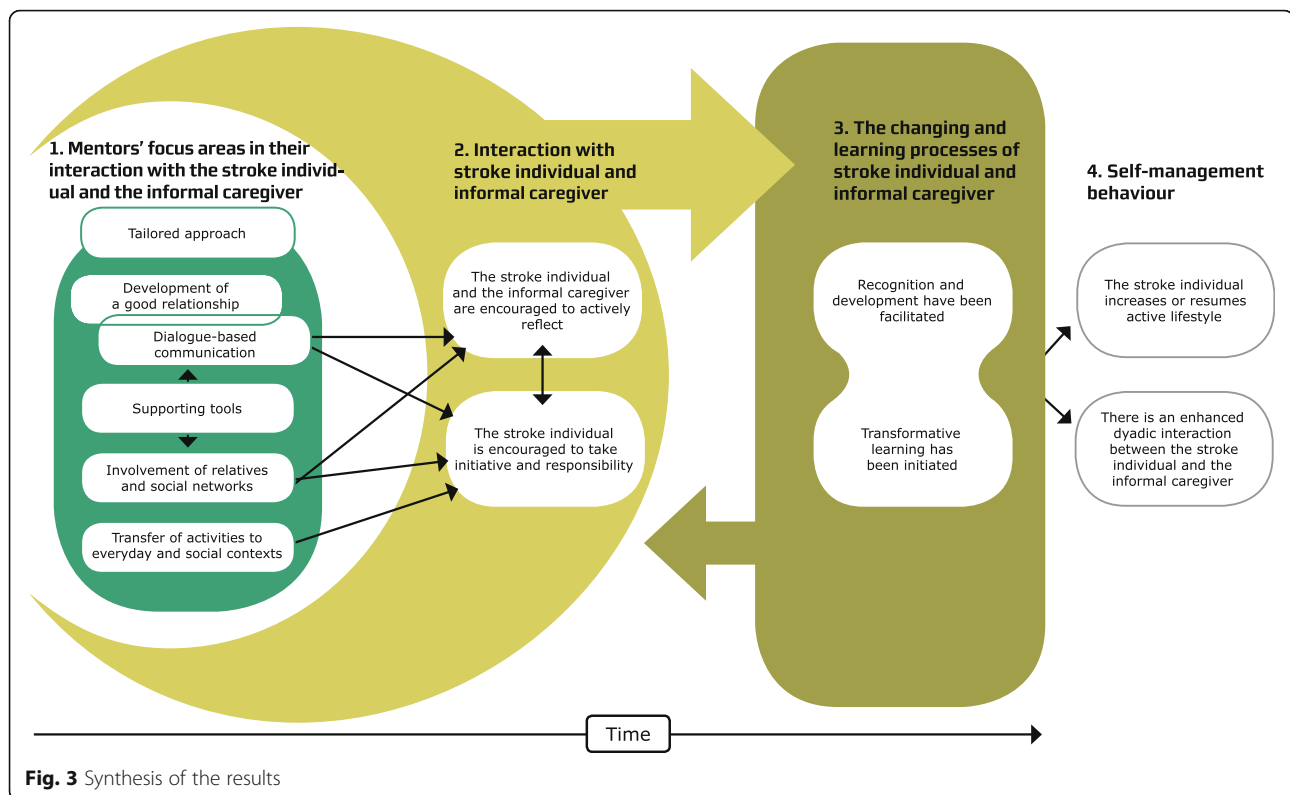 1. Mentors' focus areas in their
interaction with the stroke individ-
ual and the informal caregiver
Tailored approach
Development of
a good relationship
Dialogue-based
communication
Supporting tools
Involvement of relatives
and social networks
Transfer of activities to
everyday and social contexts
2. Interaction with
stroke individual and
informal caregiver
The stroke individual
and the informal caregiver
are encouraged to actively
reflect
The stroke individual
is encouraged to take
initiative and responsibility
3. The changing and
learning processes of
stroke individual and
informal caregiver
Recognition and
development have been
facilitated
Transformative
learning has
been initiated
4. Self-management
behaviour
The stroke individual
increases or resumes
active lifestyle
There is an enhanced
dyadic interaction
between the stroke
individual and the
informal caregiver
Time
Fig. 3 Synthesis of the results